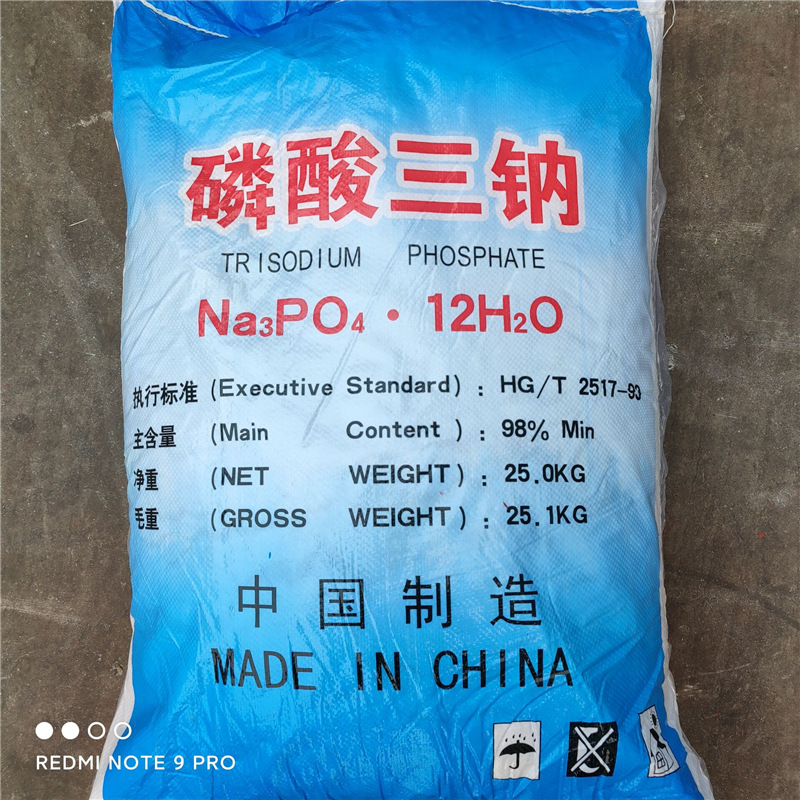 磷酸三钠
TRISODIUM PHOSPHATE
Na₃PO₄ · 12H₂O
执行标准 (Executive Standard) : HG/T 2517-93
主含量 (Main Content) : 98% Min
净重 (NET WEIGHT) : 25.0KG
毛重 (GROSS WEIGHT) : 25.1KG
中国制造
MADE IN CHINA
REDMI NOTE 9 PRO